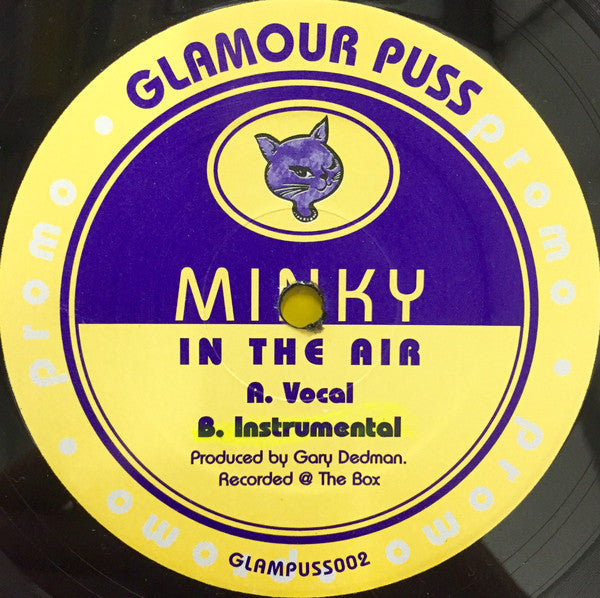 GLAMOUR PUSS
promo • promo • promo • promo •
MINKY
IN THE AIR
A. Vocal
B. Instrumental
Produced by Gary Dedman.
Recorded @ The Box
GLAMPUSS002